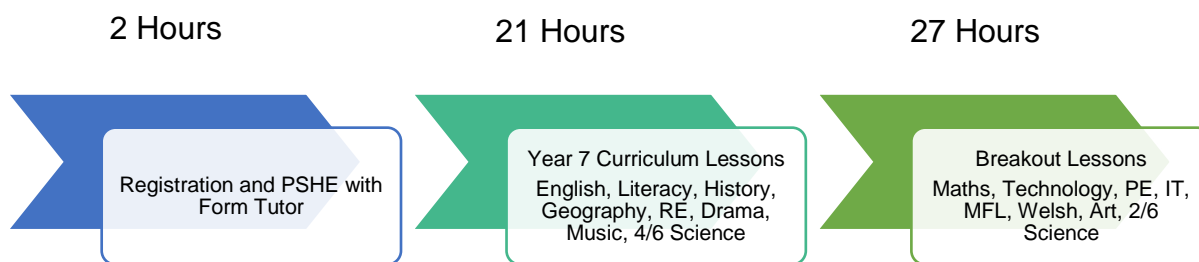 2 Hours
21 Hours
27 Hours
Registration and PSHE with
Form Tutor
Year 7 Curriculum Lessons
English, Literacy, History,
Geography, RE, Drama,
Music, 4/6 Science
Breakout Lessons
Maths, Technology, PE, IT,
MFL, Welsh, Art, 2/6
Science